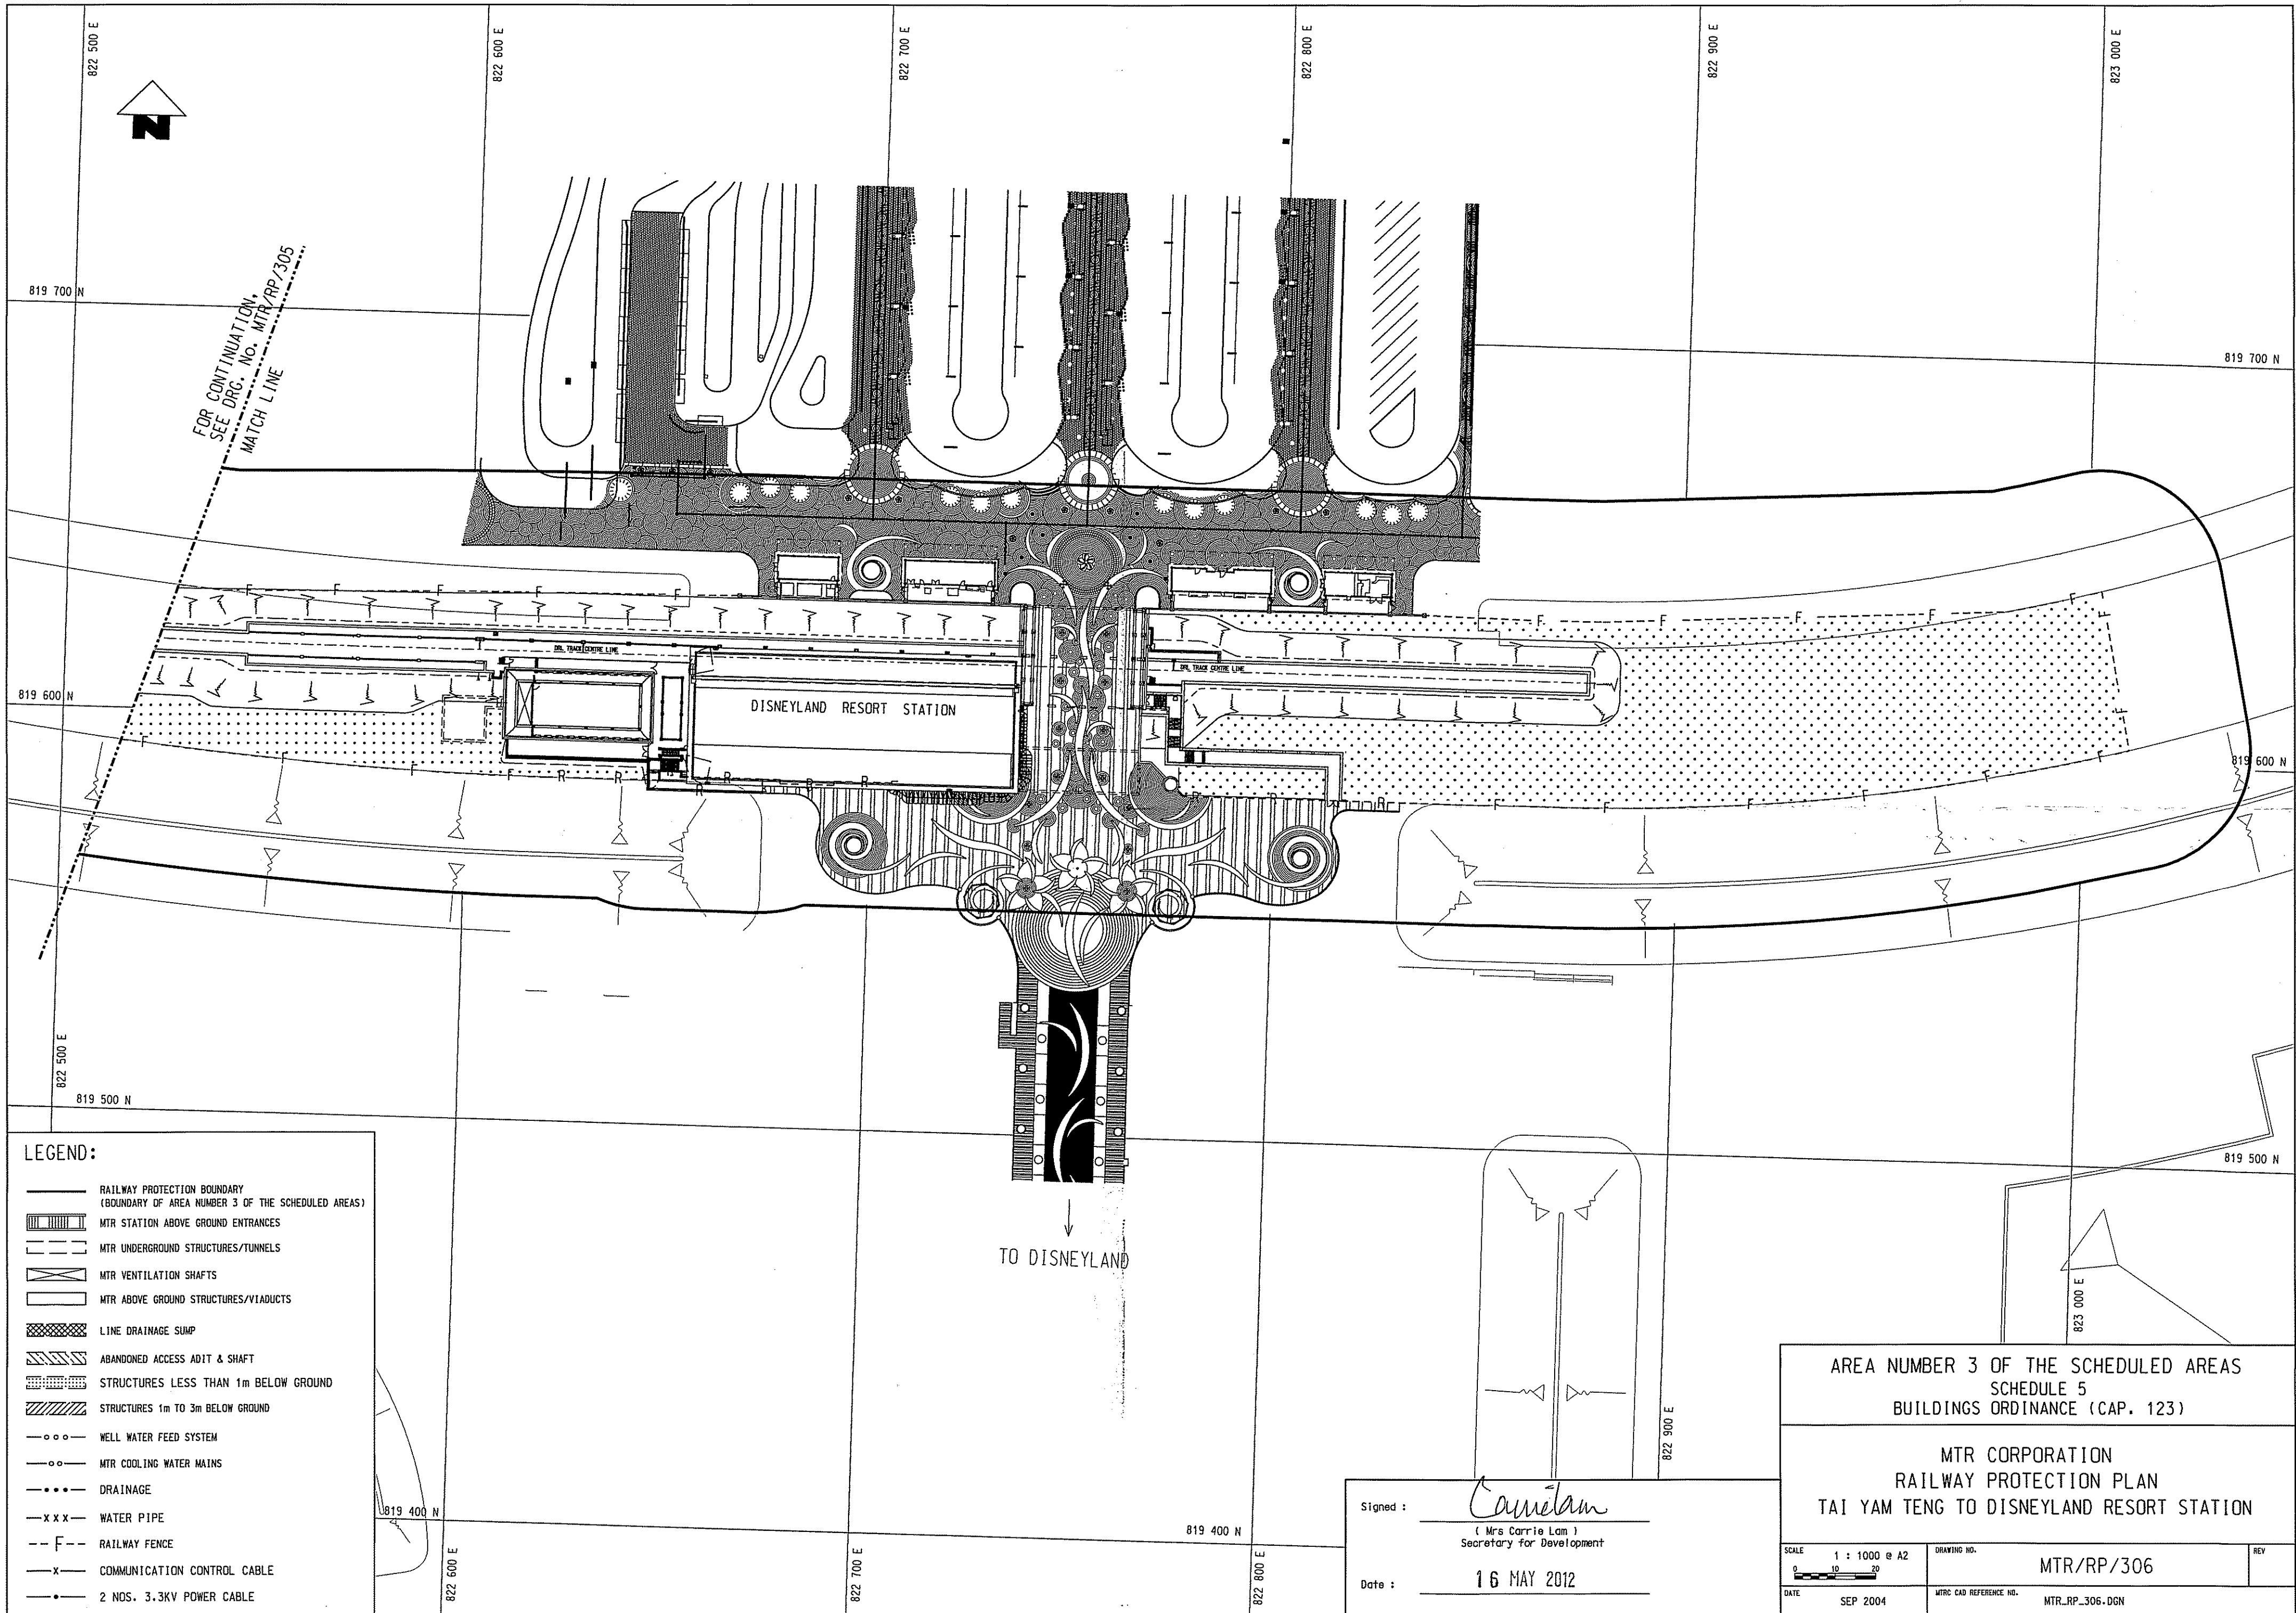 822 500 E
822 600 E
822 700 E
822 800 E
822 900 E
823 000 E
N
819 700 N
FOR CONTINUATION,
SEE DRG. No. MTR/RP/305
MATCH LINE
819 700 N
DRL TRACK CENTRE LINE
DRL TRACK CENTRE LINE
819 600 N
DISNEYLAND RESORT STATION
819 600 N
F F F F
F F F F
F F F F
R R R R R
R R R
F F F F F F
F
822 500 E
819 500 N
819 500 N
TO DISNEYLAND
823 000 E
822 900 E
819 400 N
819 400 N
822 600 E
822 700 E
822 800 E
LEGEND:
RAILWAY PROTECTION BOUNDARY
(BOUNDARY OF AREA NUMBER 3 OF THE SCHEDULED AREAS)
MTR STATION ABOVE GROUND ENTRANCES
MTR UNDERGROUND STRUCTURES/TUNNELS
MTR VENTILATION SHAFTS
MTR ABOVE GROUND STRUCTURES/VIADUCTS
LINE DRAINAGE SUMP
ABANDONED ACCESS ADIT & SHAFT
STRUCTURES LESS THAN 1m BELOW GROUND
STRUCTURES 1m TO 3m BELOW GROUND
WELL WATER FEED SYSTEM
MTR COOLING WATER MAINS
DRAINAGE
x x x WATER PIPE
F RAILWAY FENCE
x COMMUNICATION CONTROL CABLE
2 NOS. 3.3KV POWER CABLE
Signed : Carrie Lam
( Mrs Carrie Lam )
Secretary for Development
Date : 16 MAY 2012
AREA NUMBER 3 OF THE SCHEDULED AREAS
SCHEDULE 5
BUILDINGS ORDINANCE (CAP. 123)
MTR CORPORATION
RAILWAY PROTECTION PLAN
TAI YAM TENG TO DISNEYLAND RESORT STATION
SCALE 1 : 1000 @ A2
0 10 20
DRAWING NO. MTR/RP/306
REV
DATE SEP 2004
MTRC CAD REFERENCE NO. MTR_RP_306.DGN